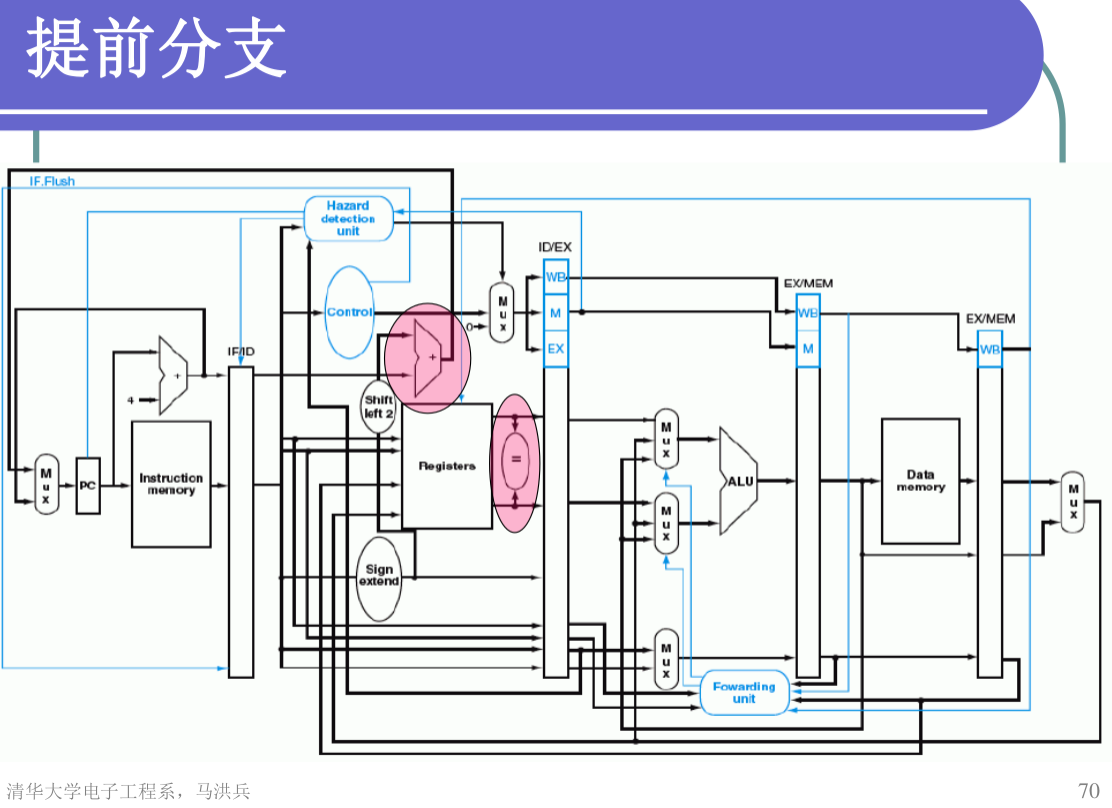 提前分支
IF.Flush
Hazard
detection
unit
ID/EX
WB
EX/MEM
Control
M
u
x
0
M
WB
EX/MEM
EX
M
WB
IF/ID
+
+
4
Shift
left 2
M
u
x
PC
Instruction
memory
Registers
=
M
u
x
ALU
Data
memory
M
u
x
M
u
x
Sign
extend
M
u
x
Fowarding
unit
清华大学电子工程系，马洪兵
70